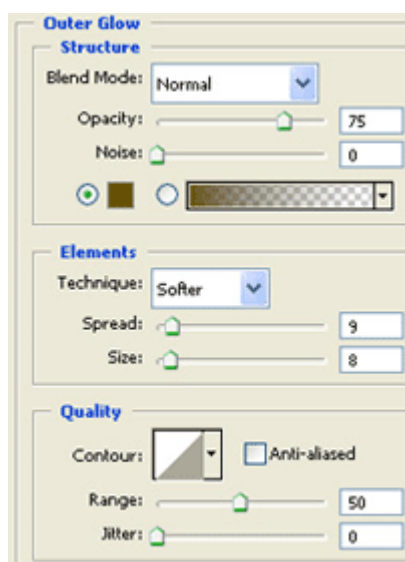 Outer Glow
Structure
Blend Mode: Normal
Opacity: 75
Noise: 0
Elements
Technique: Softer
Spread: 9
Size: 8
Quality
Contour: Anti-aliased
Range: 50
Jitter: 0